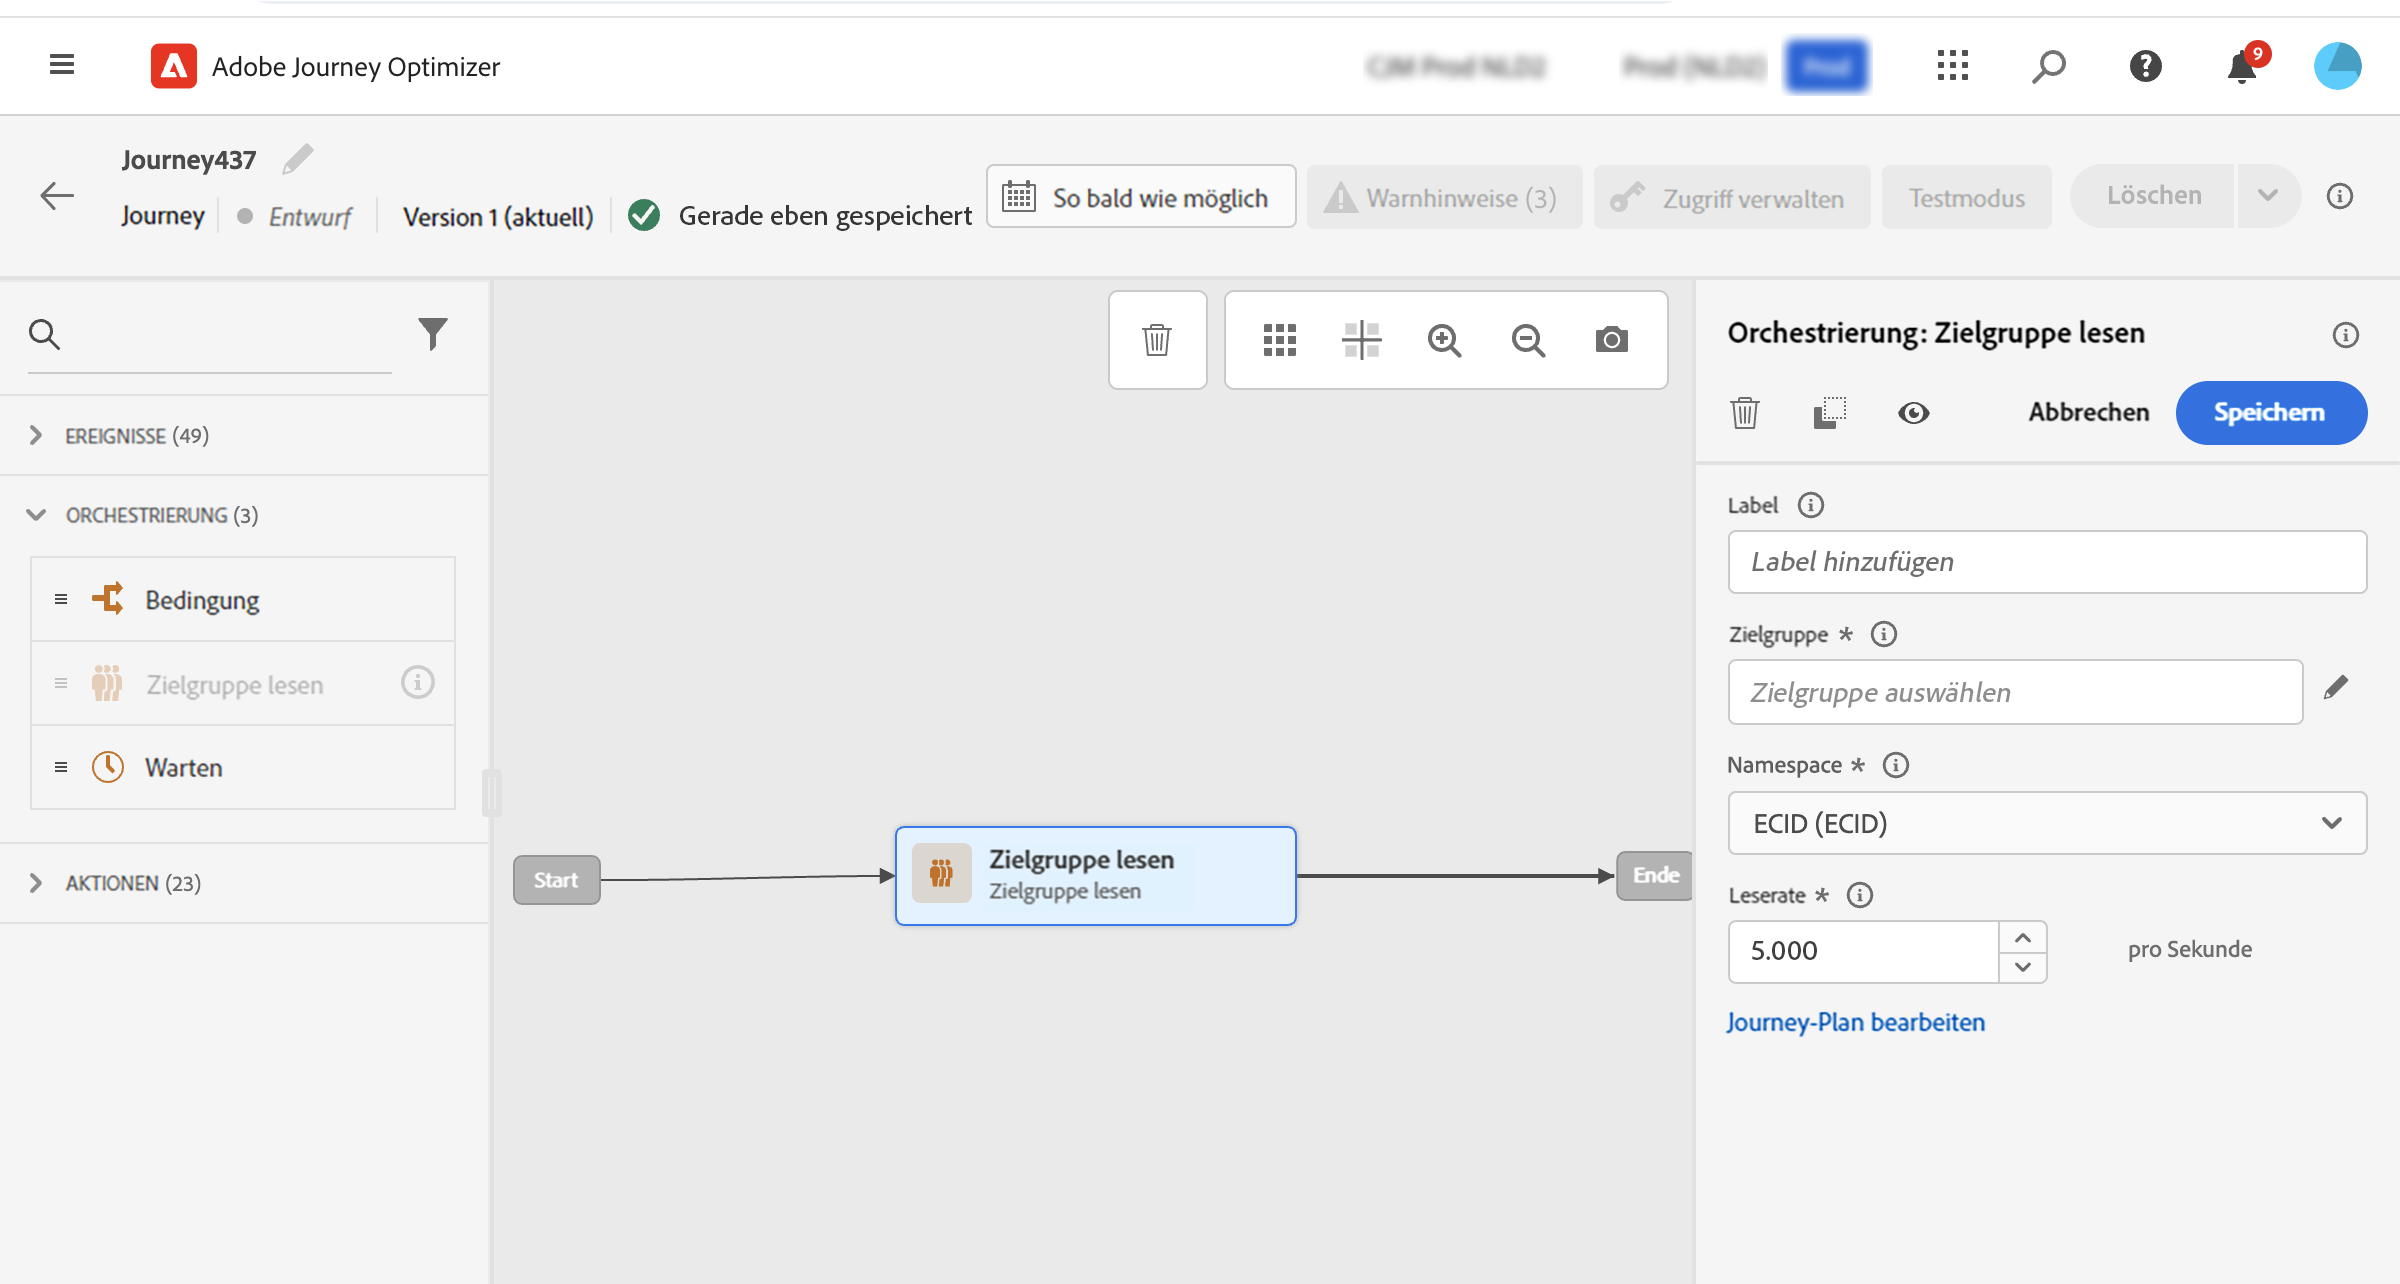 Adobe Journey Optimizer
9
Journey437
Journey
Entwurf
Version 1 (aktuell)
Gerade eben gespeichert
So bald wie möglich
Warnhinweise (3)
Zugriff verwalten
Testmodus
Löschen
EREIGNISSE (49)
ORCHESTRIERUNG (3)
Bedingung
Zielgruppe lesen
Warten
AKTIONEN (23)
Start
Zielgruppe lesen
Zielgruppe lesen
Ende
Orchestrierung: Zielgruppe lesen
Abbrechen
Speichern
Label
Label hinzufügen
Zielgruppe *
Zielgruppe auswählen
Namespace *
ECID (ECID)
Leserate *
5.000
pro Sekunde
Journey-Plan bearbeiten